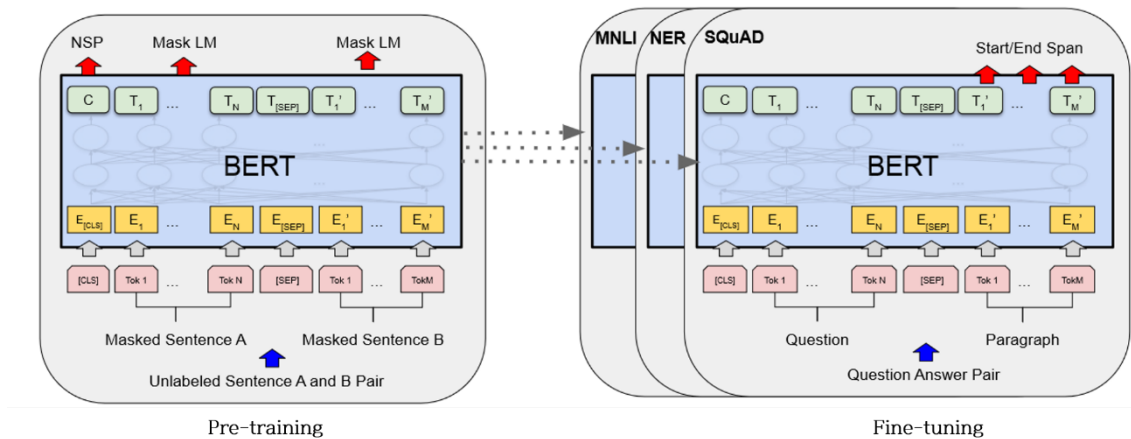 NSP Mask LM Mask LM
C T1 ... TN T[SEP] T1' ... TM'
...
BERT
...
E[CLS] E1 ... EN E[SEP] E1' ... EM'
[CLS] Tok 1 ... Tok N [SEP] Tok 1 ... TokM
Masked Sentence A Masked Sentence B
Unlabeled Sentence A and B Pair
Pre-training
MNLI NER SQuAD
Start/End Span
C T1 ... TN T[SEP] T1' ... TM'
...
BERT
...
E[CLS] E1 ... EN E[SEP] E1' ... EM'
[CLS] Tok 1 ... Tok N [SEP] Tok 1 ... TokM
Question Paragraph
Question Answer Pair
Fine-tuning